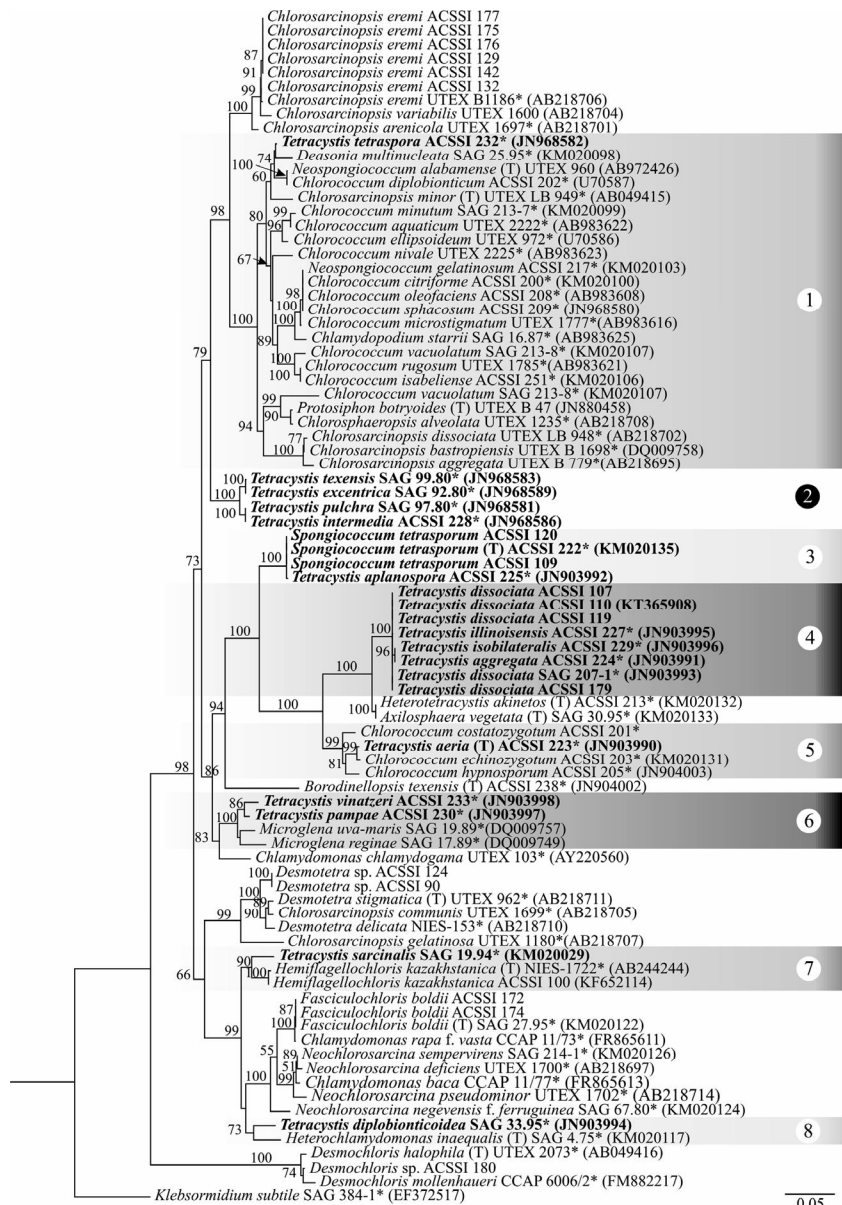 Chlorosarcinopsis eremi ACSSI 177
Chlorosarcinopsis eremi ACSSI 175
Chlorosarcinopsis eremi ACSSI 176
87
Chlorosarcinopsis eremi ACSSI 129
91
Chlorosarcinopsis eremi ACSSI 142
Chlorosarcinopsis eremi ACSSI 132
99
Chlorosarcinopsis eremi UTEX B1186* (AB218706)
100
Chlorosarcinopsis variabilis UTEX 1600 (AB218704)
Chlorosarcinopsis arenicola UTEX 1697* (AB218701)
Tetracystis tetraspora ACSSI 232* (JN968582)
74
Deasonia multinucleata SAG 25.95* (KM020098)
100
Neospongiococcum alabamense (T) UTEX 960 (AB972426)
60
Chlorococcum diplobionticum ACSSI 202* (U70587)
Chlorosarcinopsis minor (T) UTEX LB 949* (AB049415)
98
80
99
Chlorococcum minutum SAG 213-7* (KM020099)
96
Chlorococcum aquaticum UTEX 2222* (AB983622)
Chlorococcum ellipsoideum UTEX 972* (U70586)
67
Chlorococcum nivale UTEX 2225* (AB983623)
Neospongiococcum gelatinosum ACSSI 217* (KM020103)
Chlorococcum citriforme ACSSI 200* (KM020100)
98
Chlorococcum oleofaciens ACSSI 208* (AB983608)
100
Chlorococcum sphacosum ACSSI 209* (JN968580)
1
100
100
Chlorococcum microstigmatum UTEX 1777*(AB983616)
89
Chlamydopodium starrii SAG 16.87* (AB983625)
79
100
Chlorococcum vacuolatum SAG 213-8* (KM020107)
100
Chlorococcum rugosum UTEX 1785*(AB983621)
Chlorococcum isabeliense ACSSI 251* (KM020106)
99
Chlorococcum vacuolatum SAG 213-8* (KM020107)
90
Protosiphon botryoides (T) UTEX B 47 (JN880458)
94
Chlorosphaeropsis alveolata UTEX 1235* (AB218708)
77
Chlorosarcinopsis dissociata UTEX LB 948* (AB218702)
100
Chlorosarcinopsis bastropiensis UTEX B 1698* (DQ009758)
Chlorosarcinopsis aggregata UTEX B 779*(AB218695)
100
Tetracystis texensis SAG 99.80* (JN968583)
100
Tetracystis excentrica SAG 92.80* (JN968589)
2
100
Tetracystis pulchra SAG 97.80* (JN968581)
Tetracystis intermedia ACSSI 228* (JN968586)
73
Spongiococcum tetrasporum ACSSI 120
100
Spongiococcum tetrasporum (T) ACSSI 222* (KM020135)
3
Spongiococcum tetrasporum ACSSI 109
Tetracystis aplanospora ACSSI 225* (JN903992)
Tetracystis dissociata ACSSI 107
Tetracystis dissociata ACSSI 110 (KT365908)
Tetracystis dissociata ACSSI 119
100
100
Tetracystis illinoisensis ACSSI 227* (JN903995)
4
Tetracystis isobilateralis ACSSI 229* (JN903996)
96
Tetracystis aggregata ACSSI 224* (JN903991)
100
Tetracystis dissociata SAG 207-1* (JN903993)
Tetracystis dissociata ACSSI 179
94
100
100
Heterotetracystis akinetos (T) ACSSI 213* (KM020132)
Axilosphaera vegetata (T) SAG 30.95* (KM020133)
Chlorococcum costatozygotum ACSSI 201*
99
99
Tetracystis aeria (T) ACSSI 223* (JN903990)
5
81
Chlorococcum echinozygotum ACSSI 203* (KM020131)
98
86
Chlorococcum hypnosporum ACSSI 205* (JN904003)
Borodinellopsis texensis (T) ACSSI 238* (JN904002)
86
Tetracystis vinatzeri ACSSI 233* (JN903998)
100
Tetracystis pampae ACSSI 230* (JN903997)
6
83
Microglena uva-maris SAG 19.89*(DQ009757)
Microglena reginae SAG 17.89* (DQ009749)
Chlamydomonas chlamydogama UTEX 103* (AY220560)
100
Desmotetra sp. ACSSI 124
100
Desmotetra sp. ACSSI 90
89
Desmotetra stigmatica (T) UTEX 962* (AB218711)
99
90
Chlorosarcinopsis communis UTEX 1699* (AB218705)
Desmotetra delicata NIES-153* (AB218710)
Chlorosarcinopsis gelatinosa UTEX 1180*(AB218707)
90
Tetracystis sarcinalis SAG 19.94* (KM020029)
66
100
Hemiflagellochloris kazakhstanica (T) NIES-1722* (AB244244)
7
Hemiflagellochloris kazakhstanica ACSSI 100 (KF652114)
Fasciculochloris boldii ACSSI 172
87
Fasciculochloris boldii ACSSI 174
100
Fasciculochloris boldii (T) SAG 27.95* (KM020122)
99
Chlamydomonas rapa f. vasta CCAP 11/73* (FR865611)
55
89
Neochlorosarcina sempervirens SAG 214-1* (KM020126)
51
Neochlorosarcina deficiens UTEX 1700* (AB218697)
100
99
Chlamydomonas baca CCAP 11/77* (FR865613)
Neochlorosarcina pseudominor UTEX 1702* (AB218714)
Neochlorosarcina negevensis f. ferruginea SAG 67.80* (KM020124)
73
Tetracystis diplobionticoidea SAG 33.95* (JN903994)
8
Heterochlamydomonas inaequalis (T) SAG 4.75* (KM020117)
100
Desmochloris halophila (T) UTEX 2073* (AB049416)
74
Desmochloris sp. ACSSI 180
Desmochloris mollenhaueri CCAP 6006/2* (FM882217)
Klebsormidium subtile SAG 384-1* (EF372517)
0.05